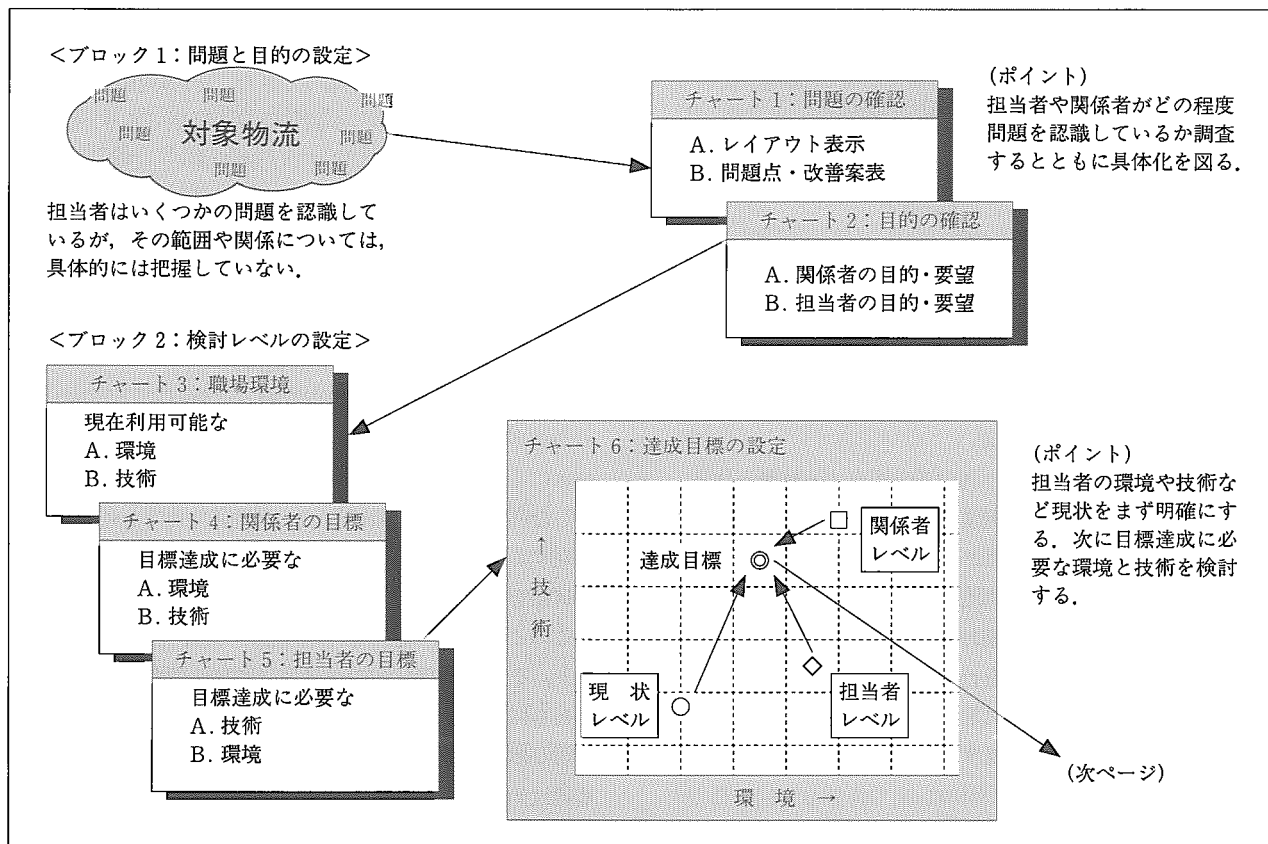 <ブロック1：問題と目的の設定>
問題
問題
問題
問題
対象物流
問題
問題
問題
担当者はいくつかの問題を認識して
いるが，その範囲や関係については，
具体的には把握していない．
チャート1：問題の確認
A. レイアウト表示
B. 問題点・改善案表
(ポイント)
担当者や関係者がどの程度
問題を認識しているか調査
するとともに具体化を図る．
チャート2：目的の確認
A. 関係者の目的・要望
B. 担当者の目的・要望
<ブロック2：検討レベルの設定>
チャート3：職場環境
現在利用可能な
A. 環境
B. 技術
チャート4：関係者の目標
目標達成に必要な
A. 環境
B. 技術
チャート5：担当者の目標
目標達成に必要な
A. 技術
B. 環境
チャート6：達成目標の設定
↑技術
達成目標
関係者
レベル
現 状
レベル
担当者
レベル
環 境 →
(ポイント)
担当者の環境や技術な
ど現状をまず明確にす
る．次に目標達成に必
要な環境と技術を検討
する．
(次ページ)